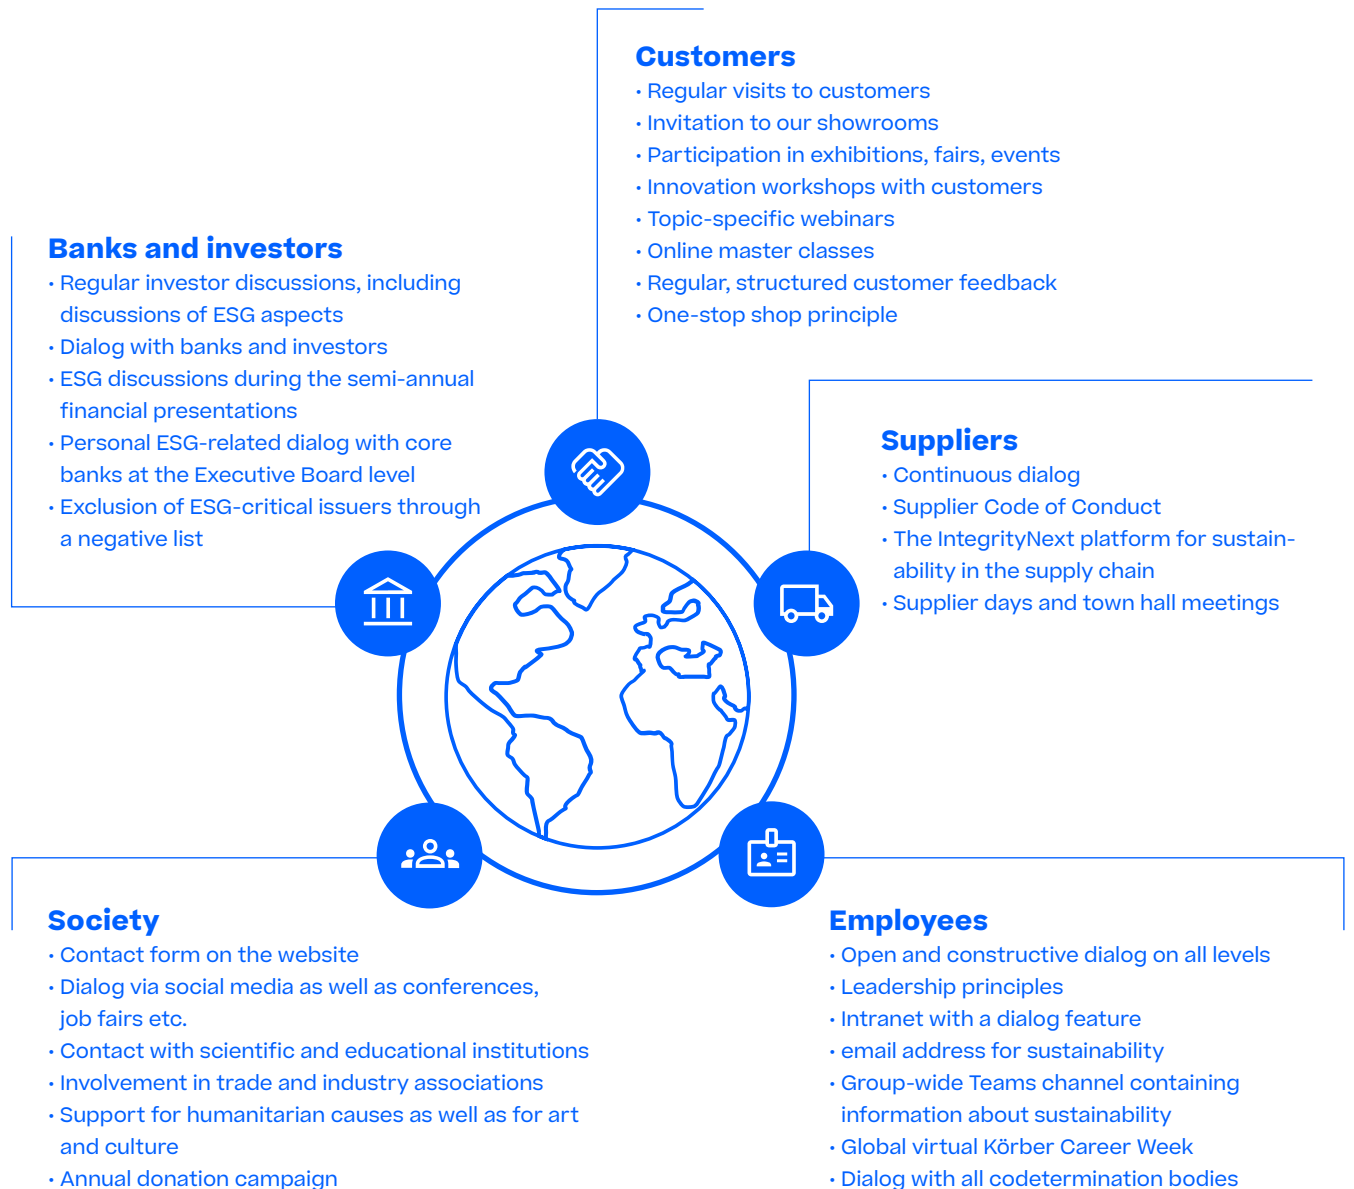 Customers
• Regular visits to customers
• Invitation to our showrooms
• Participation in exhibitions, fairs, events
• Innovation workshops with customers
• Topic-specific webinars
• Online master classes
• Regular, structured customer feedback
• One-stop shop principle
Banks and investors
• Regular investor discussions, including
discussions of ESG aspects
• Dialog with banks and investors
• ESG discussions during the semi-annual
financial presentations
• Personal ESG-related dialog with core
banks at the Executive Board level
• Exclusion of ESG-critical issuers through
a negative list
Suppliers
• Continuous dialog
• Supplier Code of Conduct
• The IntegrityNext platform for sustain-
ability in the supply chain
• Supplier days and town hall meetings
Society
• Contact form on the website
• Dialog via social media as well as conferences,
job fairs etc.
• Contact with scientific and educational institutions
• Involvement in trade and industry associations
• Support for humanitarian causes as well as for art
and culture
• Annual donation campaign
Employees
• Open and constructive dialog on all levels
• Leadership principles
• Intranet with a dialog feature
• email address for sustainability
• Group-wide Teams channel containing
information about sustainability
• Global virtual Körber Career Week
• Dialog with all codetermination bodies